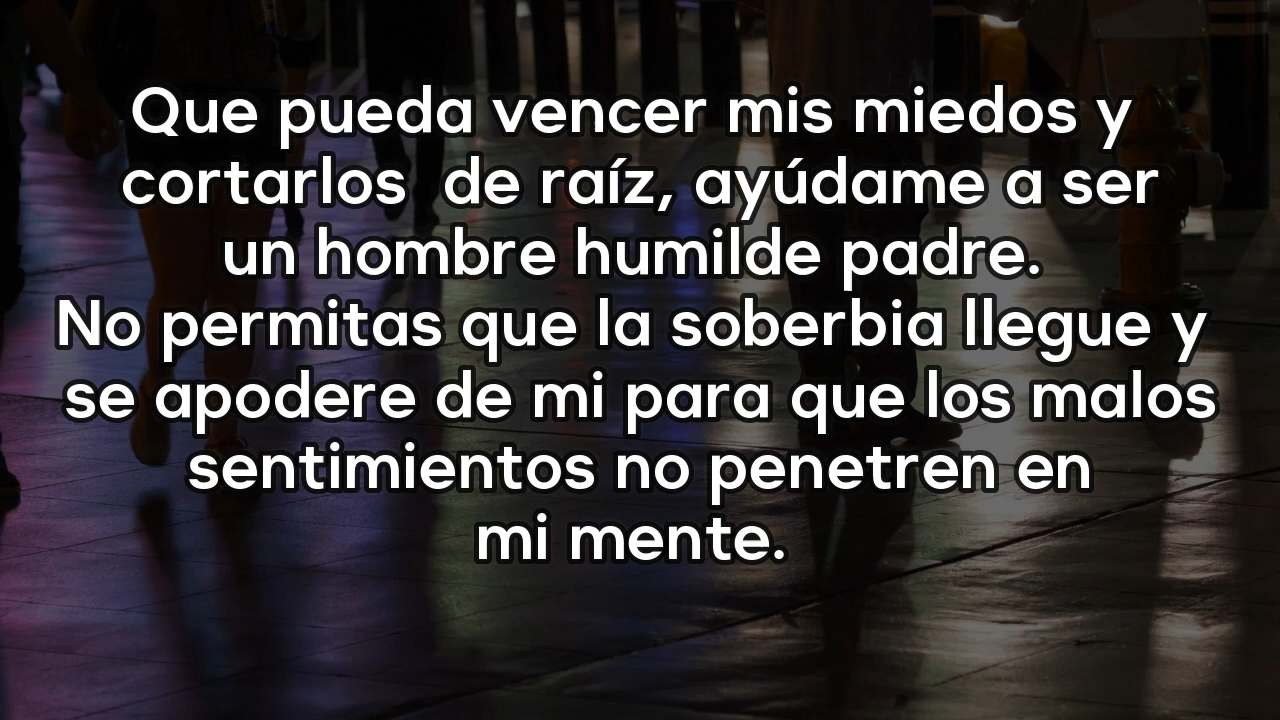 Que pueda vencer mis miedos y
cortarlos  de raíz, ayúdame a ser
un hombre humilde padre.
No permitas que la soberbia llegue y
se apodere de mi para que los malos
sentimientos no penetren en
mi mente.